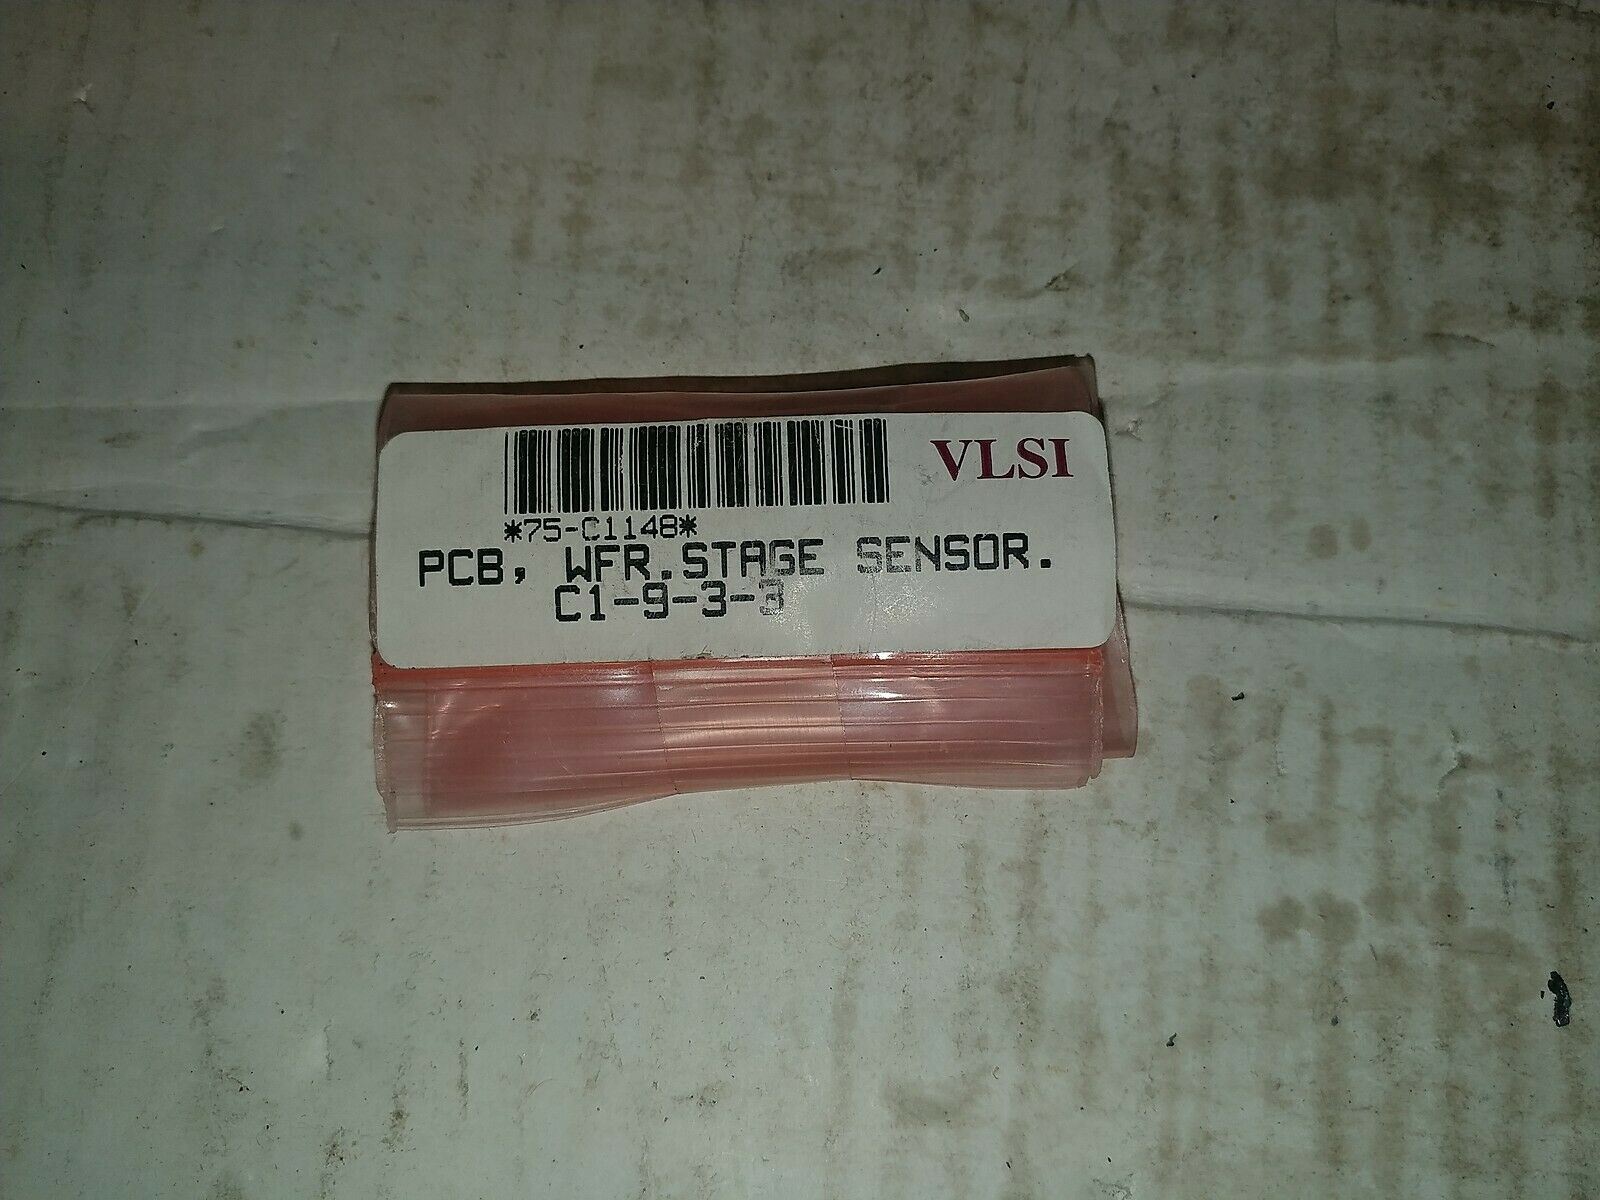 VLSI
*75-C1148*
PCB, WFR.STAGE SENSOR.
C1-9-3-3